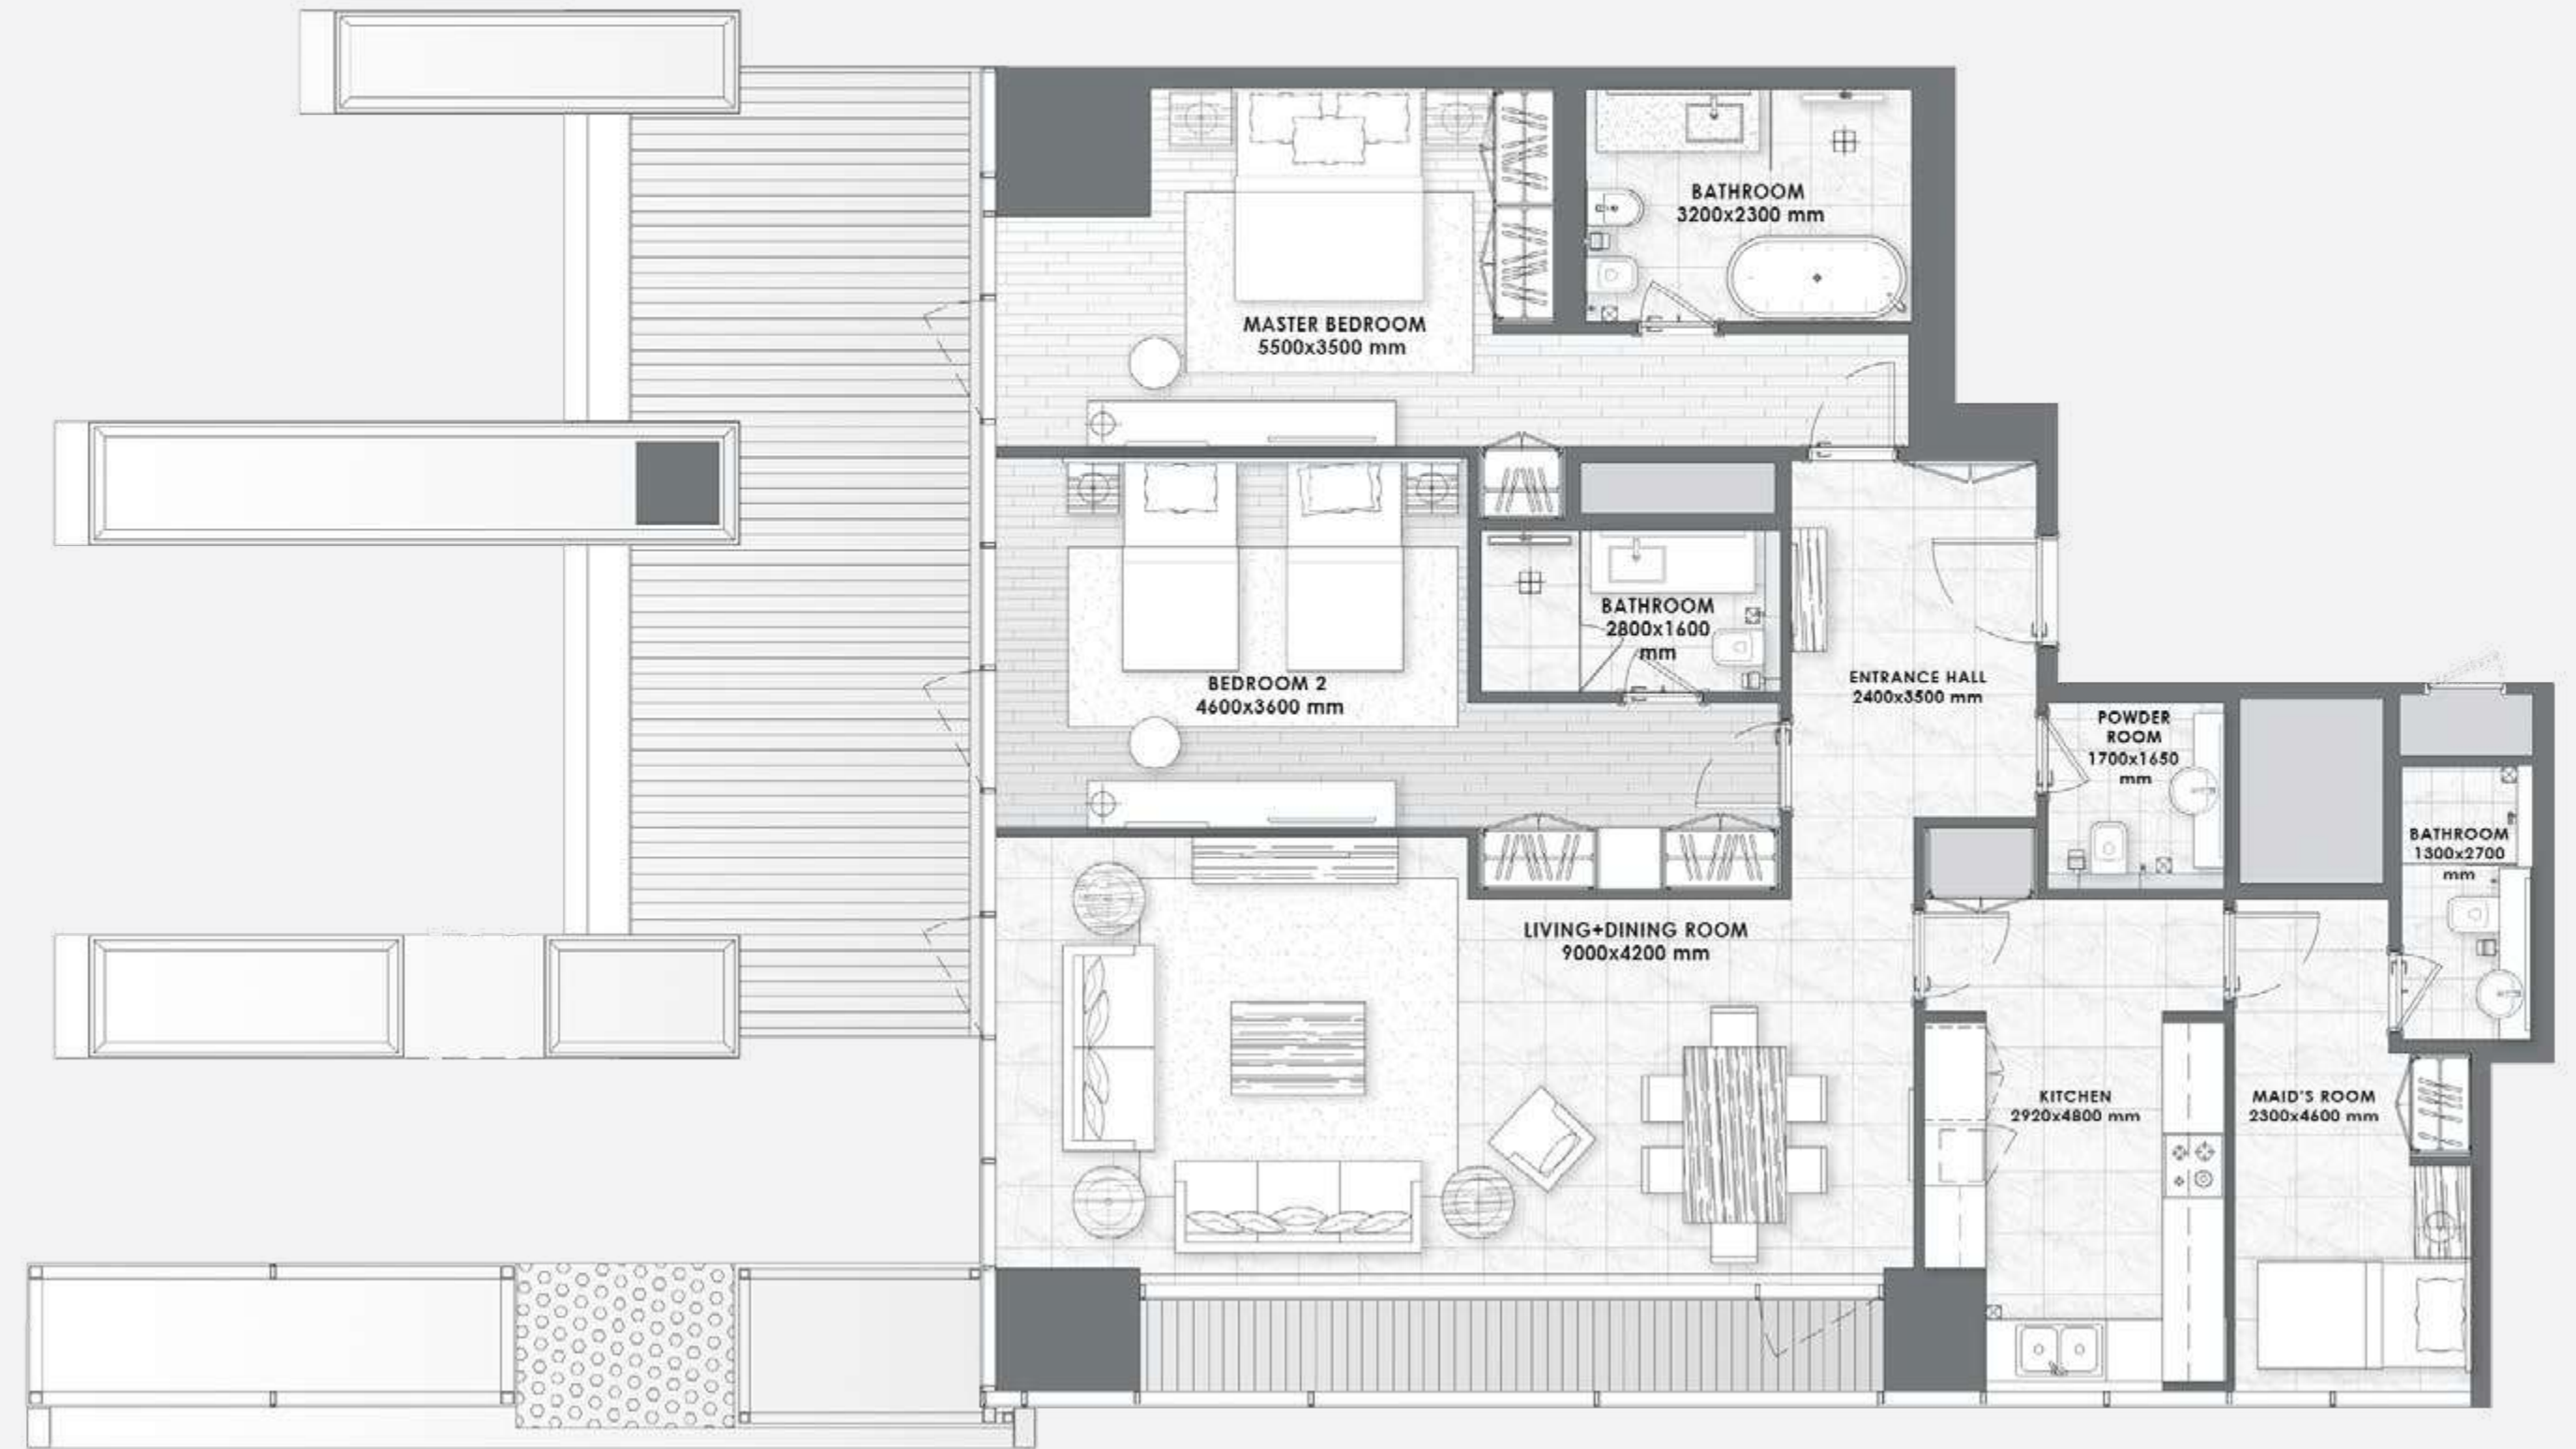 BATHROOM
3200x2300 mm
MASTER BEDROOM
5500x3500 mm
BATHROOM
2800x1600
mm
BEDROOM 2
4600x3600 mm
ENTRANCE HALL
2400x3500 mm
POWDER
ROOM
1700x1650
mm
BATHROOM
1300x2700
mm
LIVING+DINING ROOM
9000x4200 mm
KITCHEN
2920x4800 mm
MAID'S ROOM
2300x4600 mm